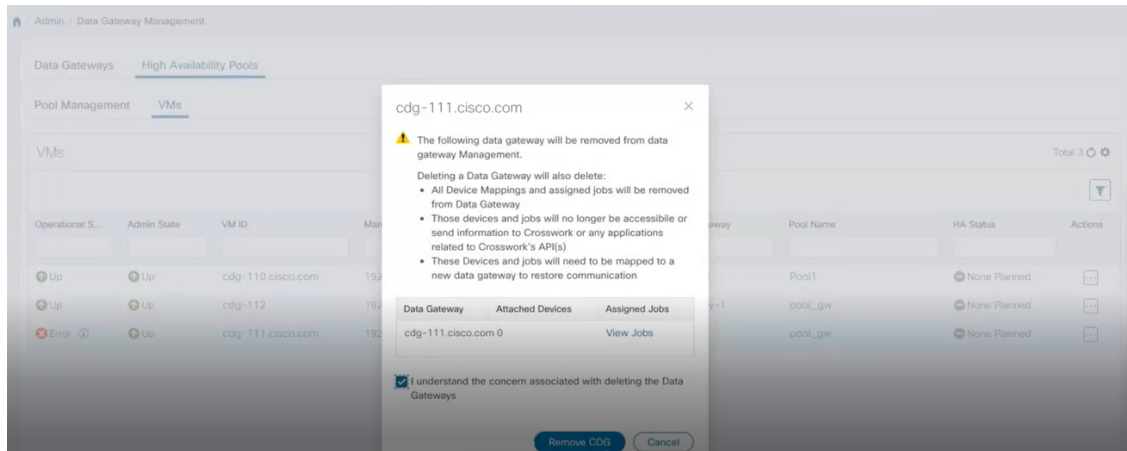 / Admin / Data Gateway Management
Data Gateways High Availability Pools
Pool Management VMs
VMs Total 3
Operational S... Admin State VM ID Pool Name HA Status Actions
Up Up cdg-110.cisco.com 192 Pool1 None Planned
Up Up cdg-112 192 pool_gw None Planned
Error Up cdg-111.cisco.com 192 pool_gw None Planned
cdg-111.cisco.com
The following data gateway will be removed from data
gateway Management.
Deleting a Data Gateway will also delete:
• All Device Mappings and assigned jobs will be removed
from Data Gateway
• Those devices and jobs will no longer be accessibile or
send information to Crosswork or any applications
related to Crosswork's API(s)
• These Devices and jobs will need to be mapped to a
new data gateway to restore communication
Data Gateway Attached Devices Assigned Jobs
cdg-111.cisco.com 0 View Jobs
I understand the concern associated with deleting the Data
Gateways
Remove CDG Cancel